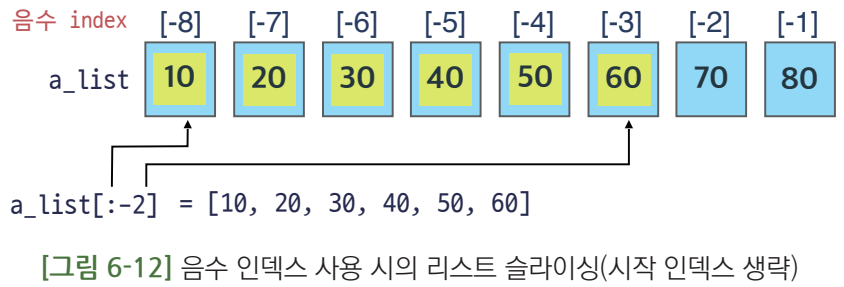 음수 index [-8] [-7] [-6] [-5] [-4] [-3] [-2] [-1]
a_list 10 20 30 40 50 60 70 80
a_list[:-2] = [10, 20, 30, 40, 50, 60]
[그림 6-12] 음수 인덱스 사용 시의 리스트 슬라이싱(시작 인덱스 생략)